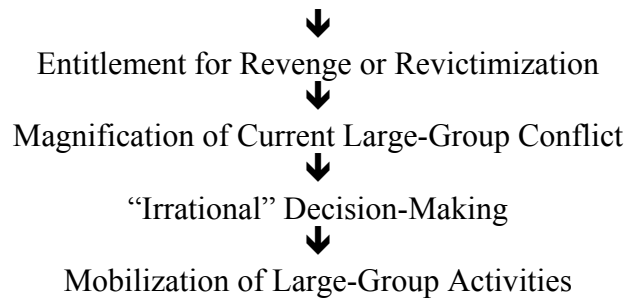 Entitlement for Revenge or Revictimization
Magnification of Current Large-Group Conflict
“Irrational” Decision-Making
Mobilization of Large-Group Activities